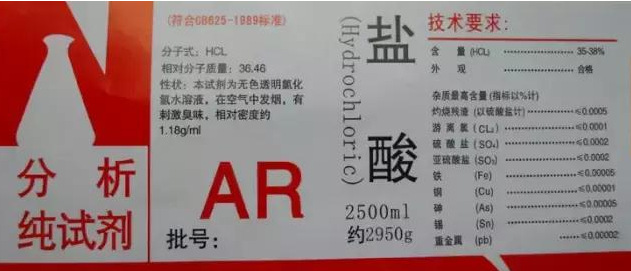 分析
纯试剂
(符合GB625-1989标准)
分子式：HCL
相对分子质量：36.46
性状：本试剂为无色透明氯化
氢水溶液，在空气中发烟，有
刺激臭味，相对密度约
1.18g/ml
AR
批号：
盐酸
(Hydrochloric)
2500ml
约2950g
技术要求：
含 量 (HCL) 35-38%
外 观 合格
杂质最高含量 (指标以%计)
灼烧残渣 (以硫酸盐计) ≤0.0005
游离氯 (CL₂) ≤0.0001
硫酸盐 (SO₄) ≤0.0002
亚硫酸盐 (SO₃) ≤0.0002
铁 (Fe) ≤0.00005
铜 (Cu) ≤0.00001
砷 (As) ≤0.00005
锡 (Sn) ≤0.0002
重金属 (pb) ≤0.00002